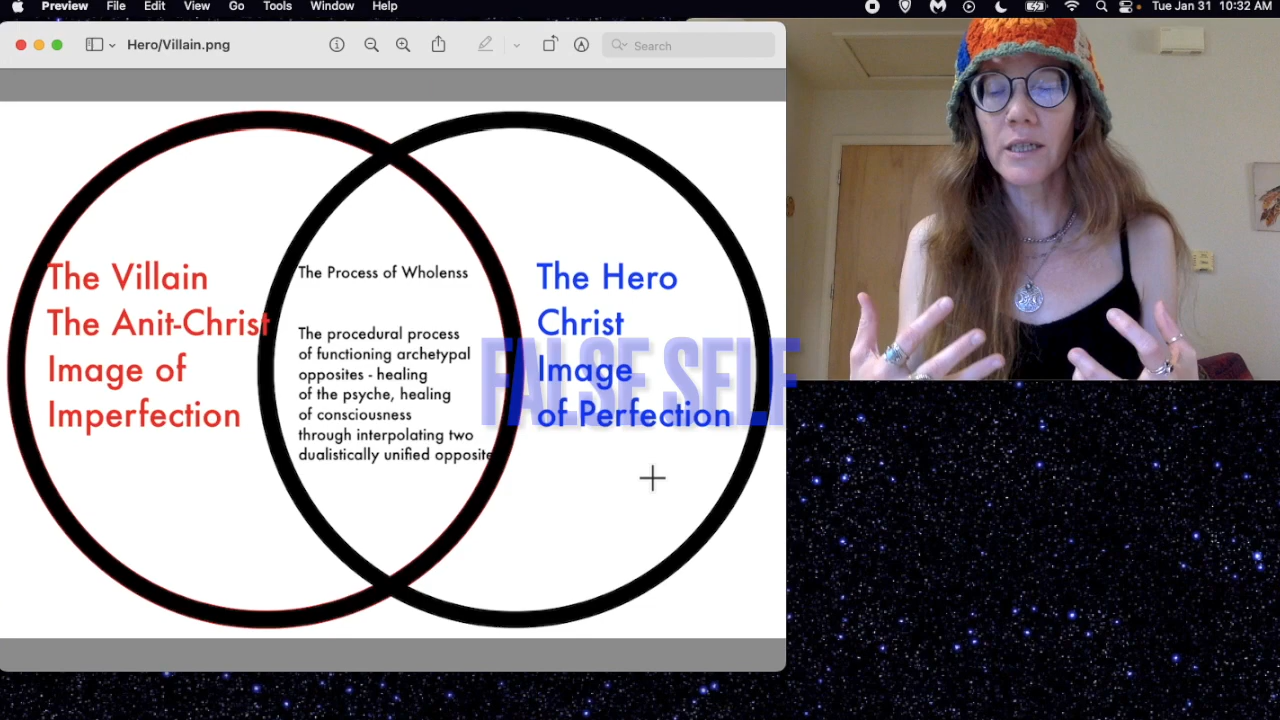 Preview File Edit View Go Tools Window Help Tue Jan 31 10:32 AM
Hero/Villain.png
Search
The Villain
The Anit-Christ
Image of
Imperfection
The Process of Wholenss
The procedural process
of functioning archetypal
opposites - healing
of the psyche, healing
of consciousness
through interpolating two
dualistically unified opposite
The Hero
Christ
Image
of Perfection
FALSE SELF